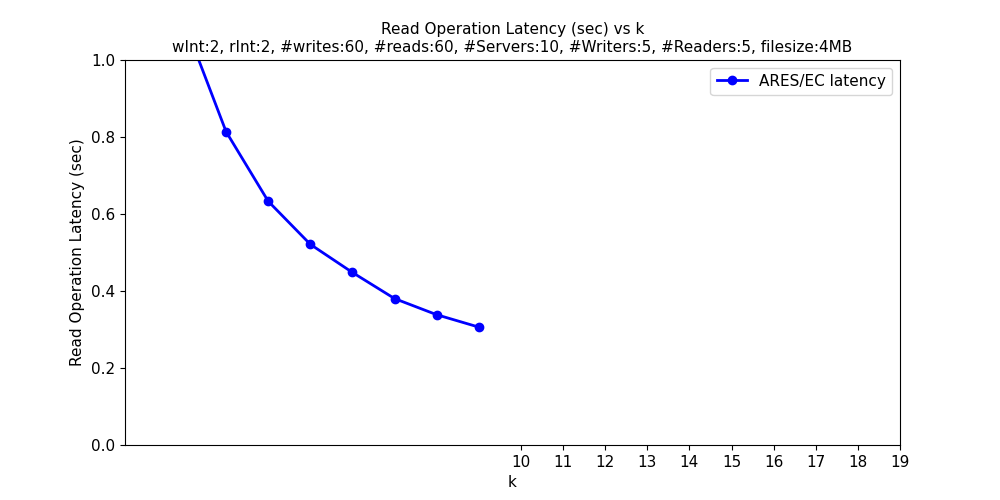 Read Operation Latency (sec) vs k
wInt:2, rInt:2, #writes:60, #reads:60, #Servers:10, #Writers:5, #Readers:5, filesize:4MB
ARES/EC latency
Read Operation Latency (sec)
1.0
0.8
0.6
0.4
0.2
0.0
10 11 12 13 14 15 16 17 18 19
k